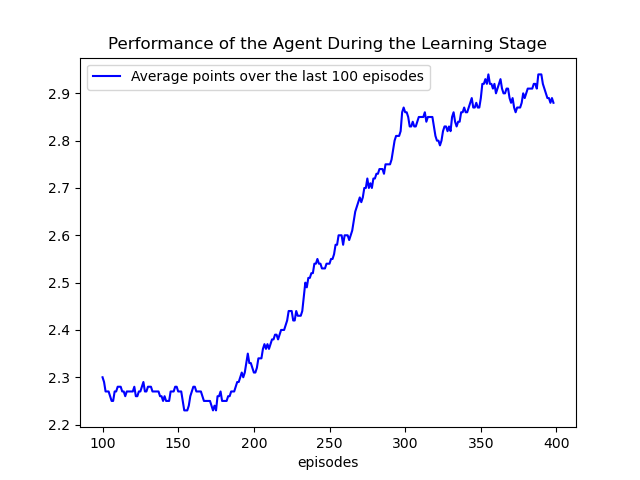 Performance of the Agent During the Learning Stage
Average points over the last 100 episodes
2.9
2.8
2.7
2.6
2.5
2.4
2.3
2.2
100 150 200 250 300 350 400
episodes